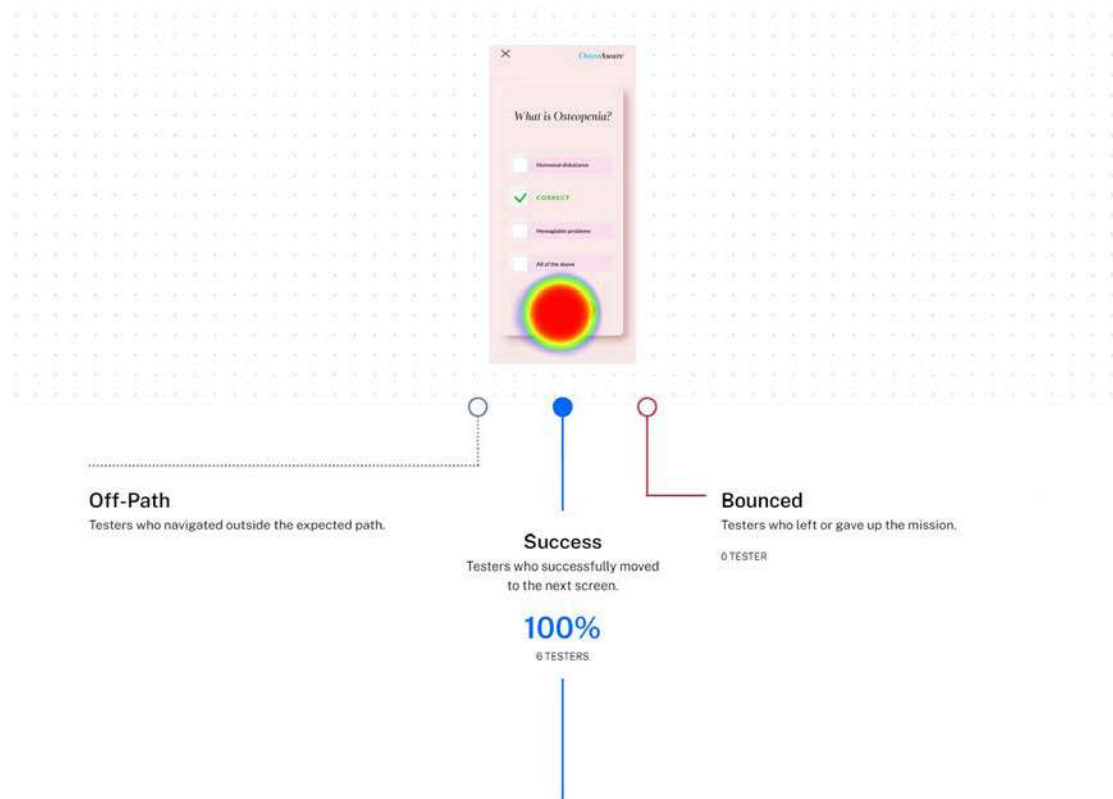 OsteoAware
What is Osteopenia?
Hormonal disbalance
CORRECT
Hemoglobin problems
All of the above
Off-Path
Testers who navigated outside the expected path.
Success
Testers who successfully moved
to the next screen.
100%
6 TESTERS
Bounced
Testers who left or gave up the mission.
0 TESTER